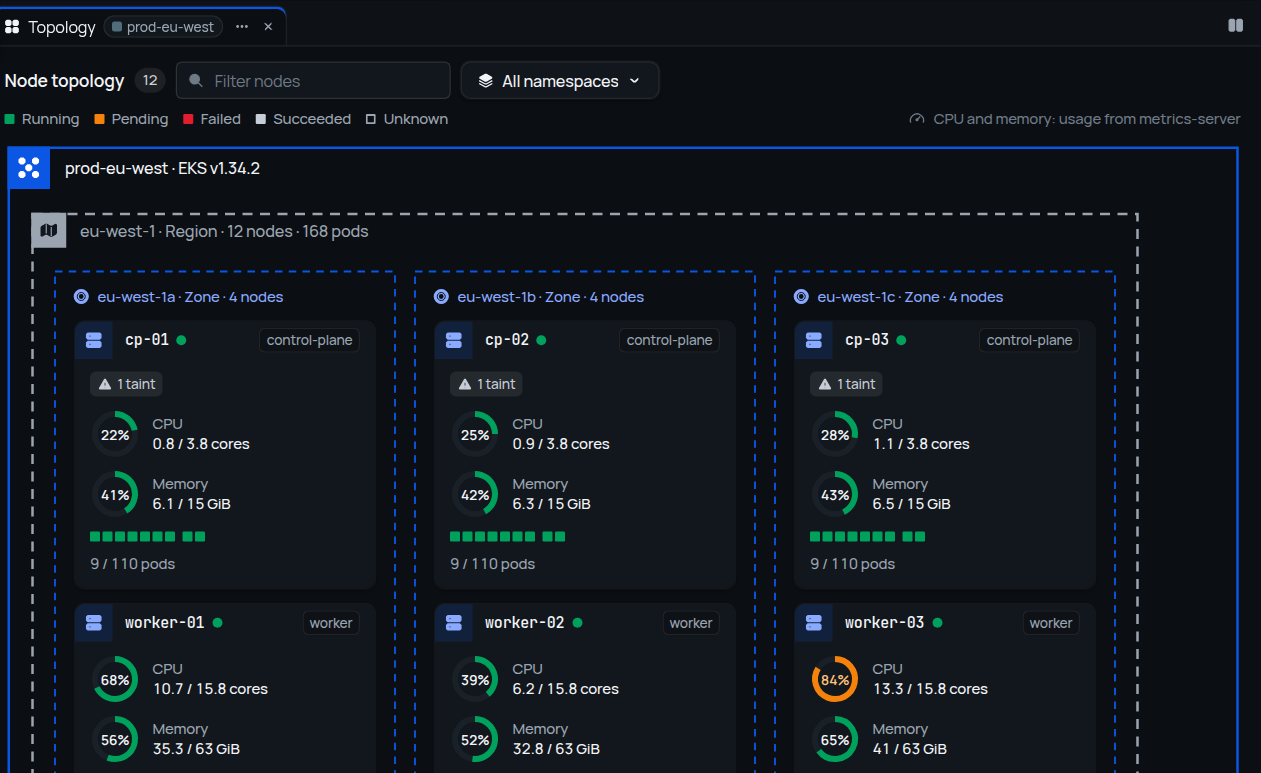 Topology prod-eu-west
Node topology 12 Filter nodes All namespaces
Running Pending Failed Succeeded Unknown CPU and memory: usage from metrics-server
prod-eu-west · EKS v1.34.2
eu-west-1 · Region · 12 nodes · 168 pods
eu-west-1a · Zone · 4 nodes
cp-01 control-plane
1 taint
22% CPU
0.8 / 3.8 cores
41% Memory
6.1 / 15 GiB
9 / 110 pods
worker-01 worker
68% CPU
10.7 / 15.8 cores
56% Memory
35.3 / 63 GiB
eu-west-1b · Zone · 4 nodes
cp-02 control-plane
1 taint
25% CPU
0.9 / 3.8 cores
42% Memory
6.3 / 15 GiB
9 / 110 pods
worker-02 worker
39% CPU
6.2 / 15.8 cores
52% Memory
32.8 / 63 GiB
eu-west-1c · Zone · 4 nodes
cp-03 control-plane
1 taint
28% CPU
1.1 / 3.8 cores
43% Memory
6.5 / 15 GiB
9 / 110 pods
worker-03 worker
84% CPU
13.3 / 15.8 cores
65% Memory
41 / 63 GiB